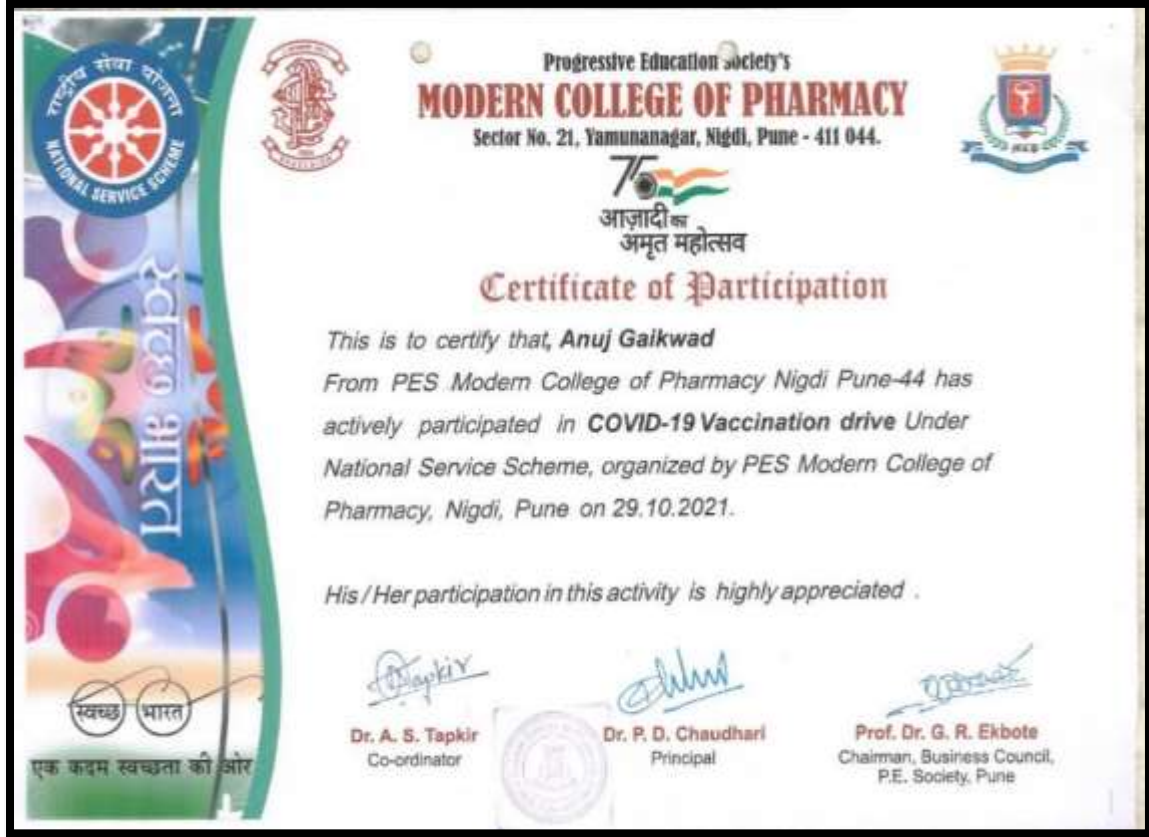 राष्ट्रीय सेवा योजना
NATIONAL SERVICE SCHEME
Progressive Education Society's
MODERN COLLEGE OF PHARMACY
Sector No. 21, Yamunanagar, Nigdi, Pune - 411 044.
75
आज़ादी का
अमृत महोत्सव
Certificate of Participation
This is to certify that, Anuj Gaikwad
From PES Modern College of Pharmacy Nigdi Pune-44 has
actively participated in COVID-19 Vaccination drive Under
National Service Scheme, organized by PES Modern College of
Pharmacy, Nigdi, Pune on 29.10.2021.
His / Her participation in this activity is highly appreciated .
स्वच्छ भारत
स्वच्छ भारत
एक कदम स्वच्छता की ओर
Tapkir
Dr. A. S. Tapkir
Co-ordinator
Dr. P. D. Chaudhari
Principal
Prof. Dr. G. R. Ekbote
Chairman, Business Council,
P.E. Society, Pune